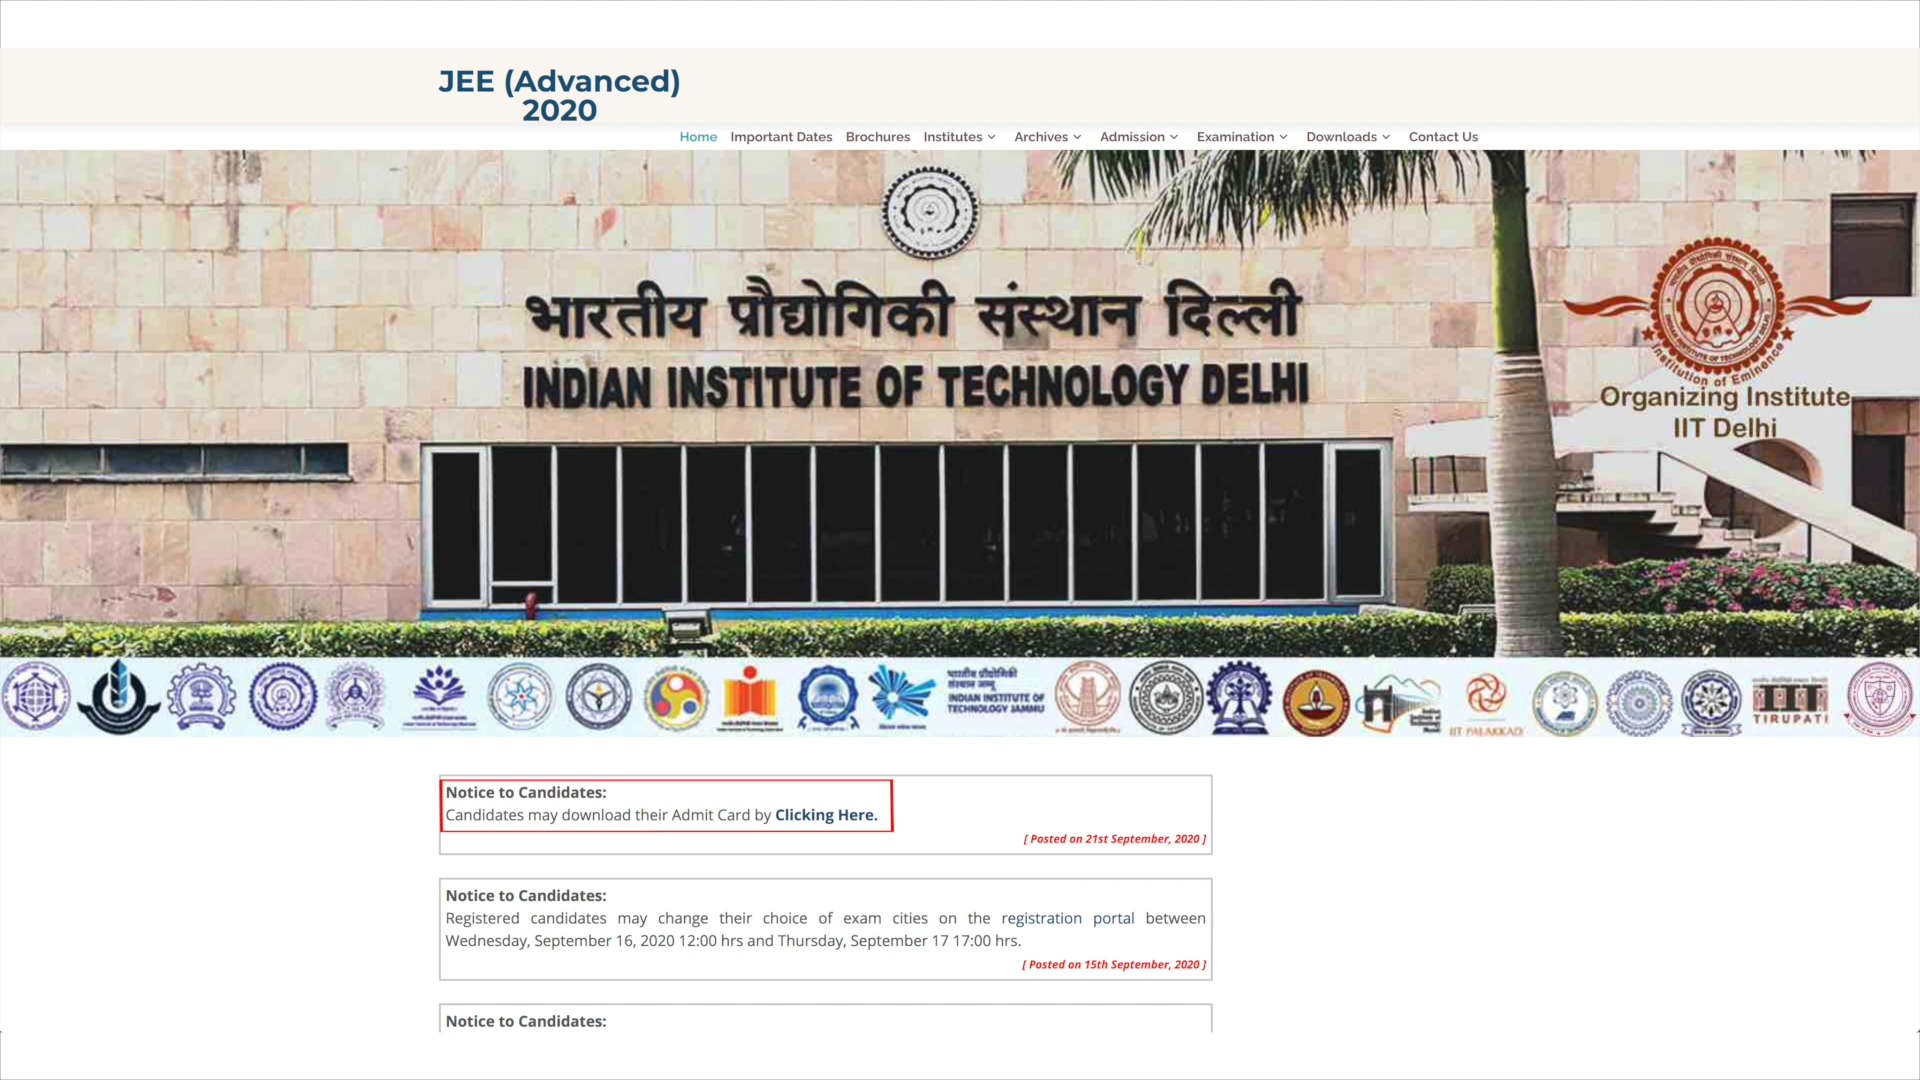 JEE (Advanced)
2020
Home Important Dates Brochures Institutes Archives Admission Examination Downloads Contact Us
भारतीय प्रौद्योगिकी संस्थान दिल्ली
INDIAN INSTITUTE OF TECHNOLOGY DELHI
Institution of Eminence
Organizing Institute
IIT Delhi
INDIAN INSTITUTE OF
TECHNOLOGY JAMMU
IIT PALAKKAD
TIRUPATI
Notice to Candidates:
Candidates may download their Admit Card by Clicking Here.
[ Posted on 21st September, 2020 ]
Notice to Candidates:
Registered candidates may change their choice of exam cities on the registration portal between
Wednesday, September 16, 2020 12:00 hrs and Thursday, September 17 17:00 hrs.
[ Posted on 15th September, 2020 ]
Notice to Candidates: